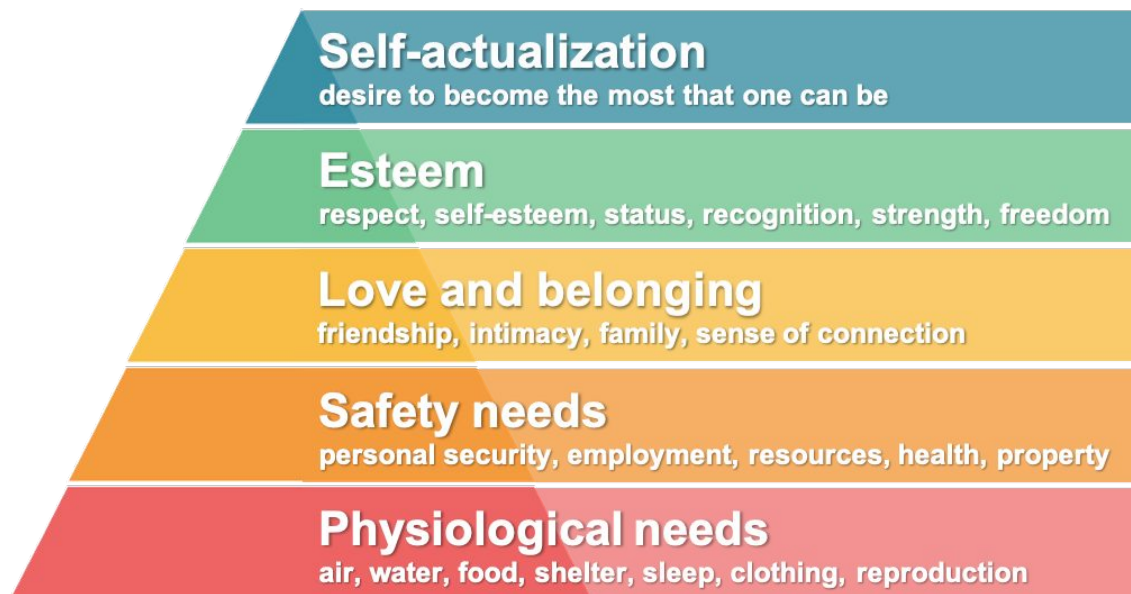 Self-actualization
desire to become the most that one can be
Esteem
respect, self-esteem, status, recognition, strength, freedom
Love and belonging
friendship, intimacy, family, sense of connection
Safety needs
personal security, employment, resources, health, property
Physiological needs
air, water, food, shelter, sleep, clothing, reproduction